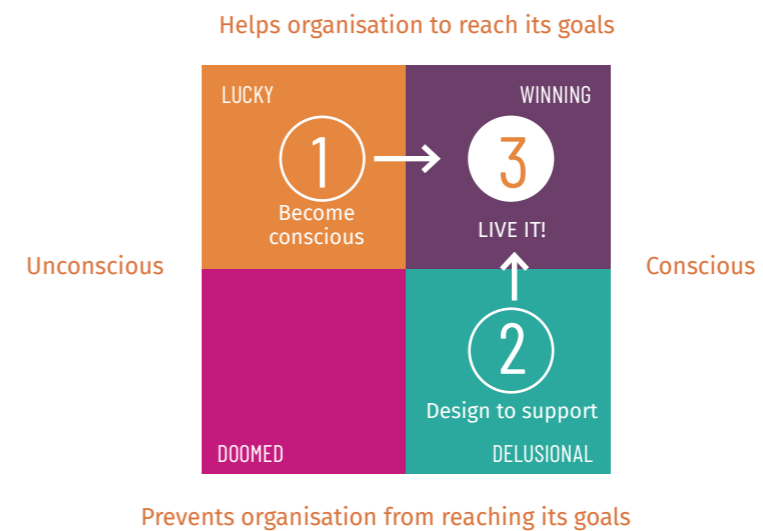 Helps organisation to reach its goals
LUCKY
WINNING
1
3
Become
conscious
LIVE IT!
Unconscious
Conscious
2
Design to support
DOOMED
DELUSIONAL
Prevents organisation from reaching its goals